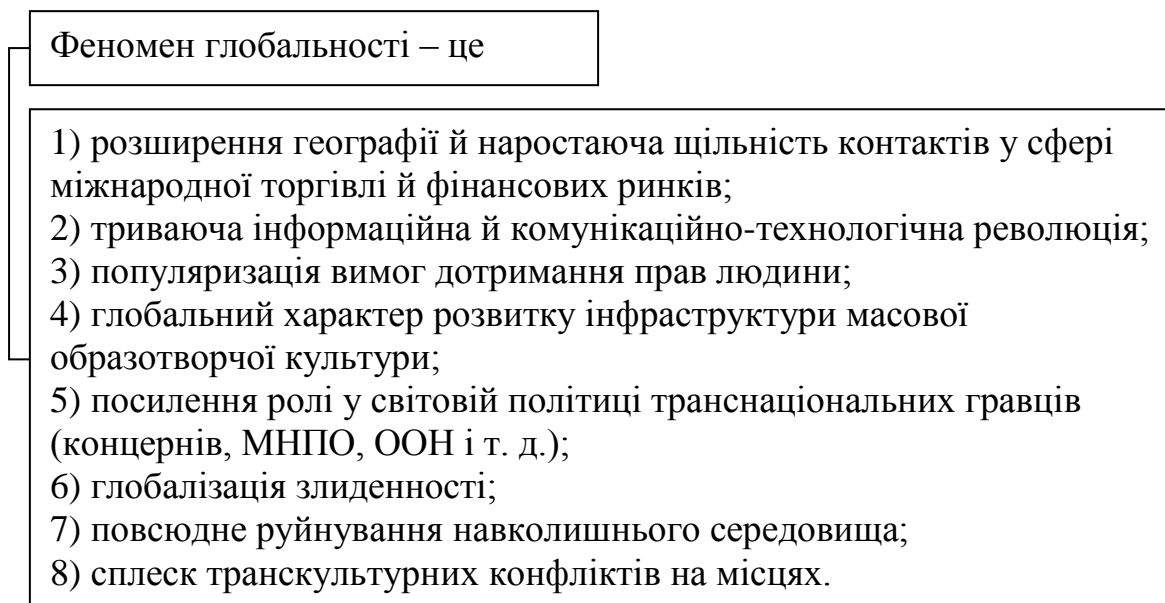 Феномен глобальності – це
1) розширення географії й наростаюча щільність контактів у сфері
міжнародної торгівлі й фінансових ринків;
2) триваюча інформаційна й комунікаційно-технологічна революція;
3) популяризація вимог дотримання прав людини;
4) глобальний характер розвитку інфраструктури масової
образотворчої культури;
5) посилення ролі у світовій політиці транснаціональних гравців
(концернів, МНПО, ООН і т. д.);
6) глобалізація злиденності;
7) повсюдне руйнування навколишнього середовища;
8) сплеск транскультурних конфліктів на місцях.